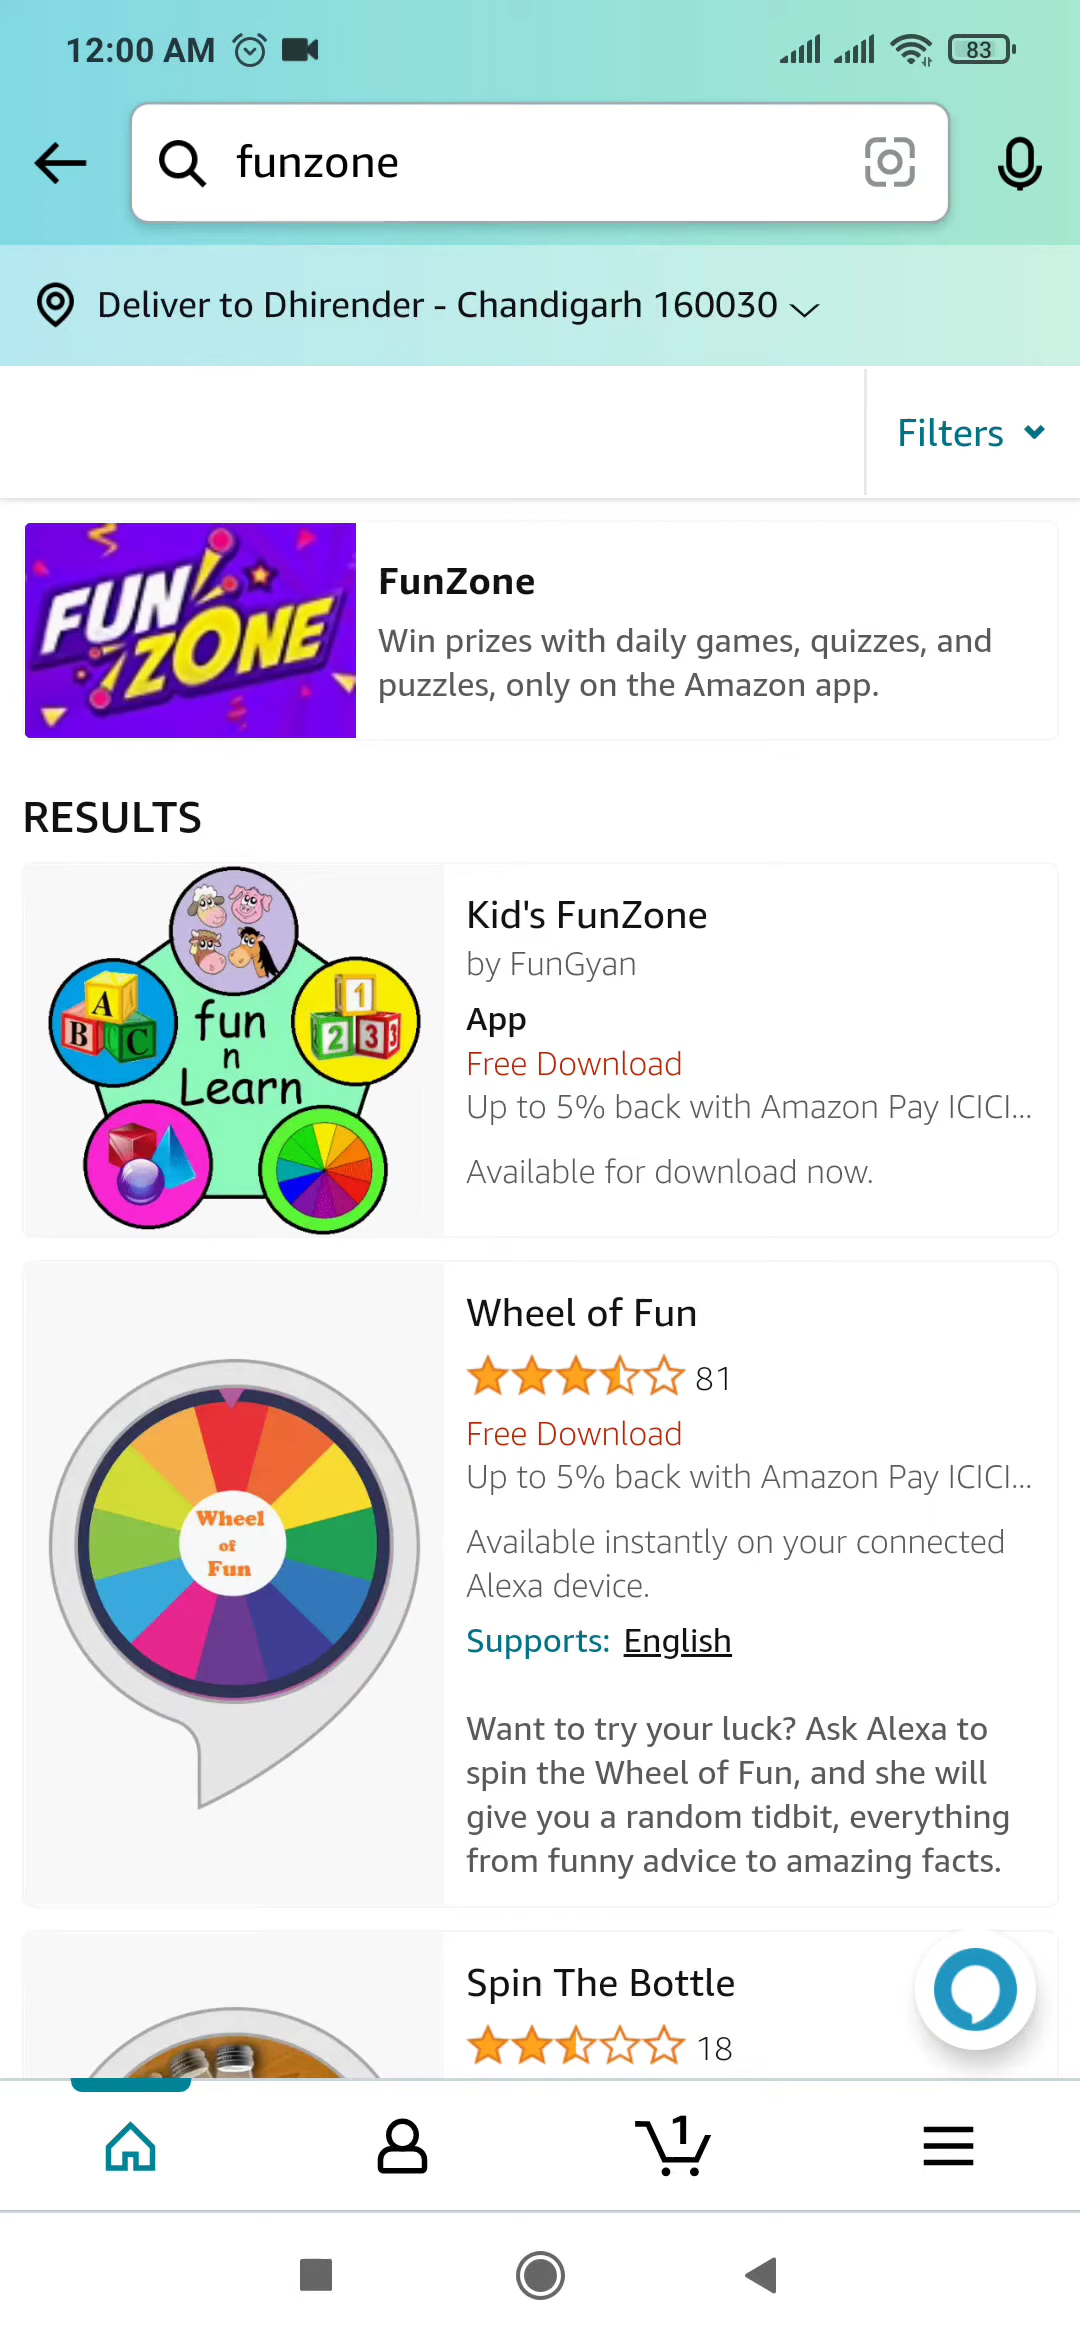 12:00 AM
83
funzone
Deliver to Dhirender - Chandigarh 160030
Filters
FUN
ZONE
FunZone
Win prizes with daily games, quizzes, and
puzzles, only on the Amazon app.
RESULTS
A
B C
fun
n
Learn
1
2 3 3
Kid's FunZone
by FunGyan
App
Free Download
Up to 5% back with Amazon Pay ICICI...
Available for download now.
Wheel
of
Fun
Wheel of Fun
81
Free Download
Up to 5% back with Amazon Pay ICICI...
Available instantly on your connected
Alexa device.
Supports: English
Want to try your luck? Ask Alexa to
spin the Wheel of Fun, and she will
give you a random tidbit, everything
from funny advice to amazing facts.
Spin The Bottle
18
1